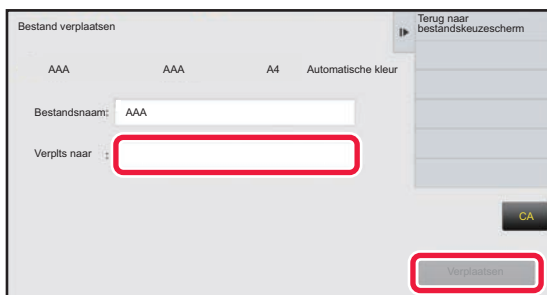 Bestand verplaatsen
Terug naar
bestandskeuzescherm
AAA AAA A4 Automatische kleur
Bestandsnaam: AAA
Verplts naar :
CA
Verplaatsen